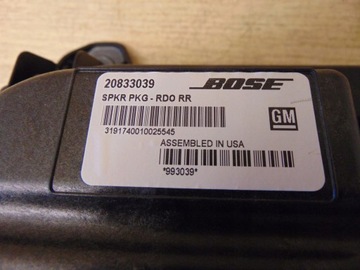 20833039
BOSE
SPKR PKG - RDO RR
3191740010025545
GM
ASSEMBLED IN USA
*993039*